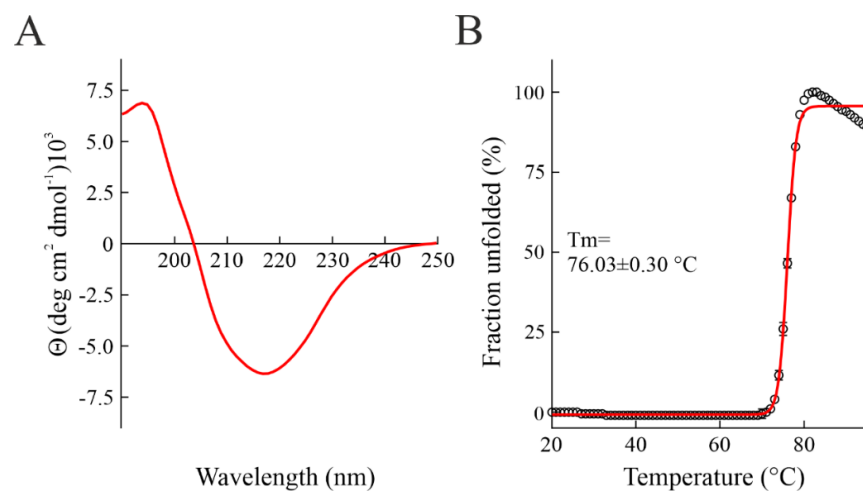 A
7.5
5.0
2.5
0
-2.5
-5.0
-7.5
Θ (deg cm² dmol⁻¹)10³
200 210 220 230 240 250
Wavelength (nm)
B
100
75
50
25
0
Fraction unfolded (%)
Tm=
76.03±0.30 °C
20 40 60 80
Temperature (°C)